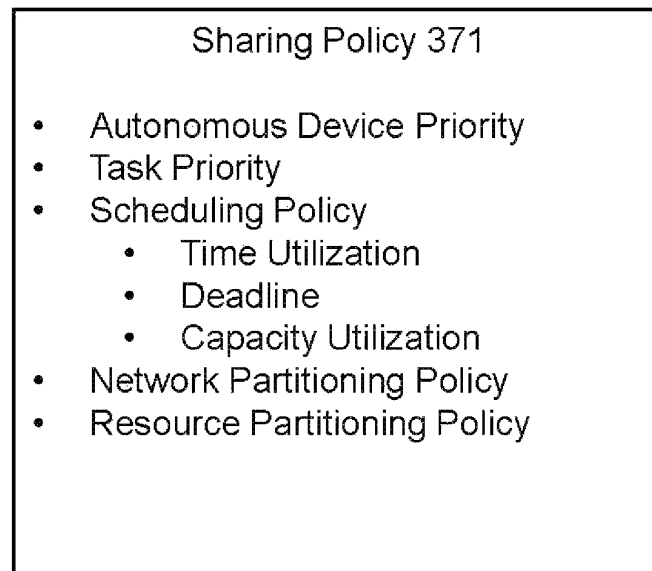 Sharing Policy 371
• Autonomous Device Priority
• Task Priority
• Scheduling Policy
• Time Utilization
• Deadline
• Capacity Utilization
• Network Partitioning Policy
• Resource Partitioning Policy